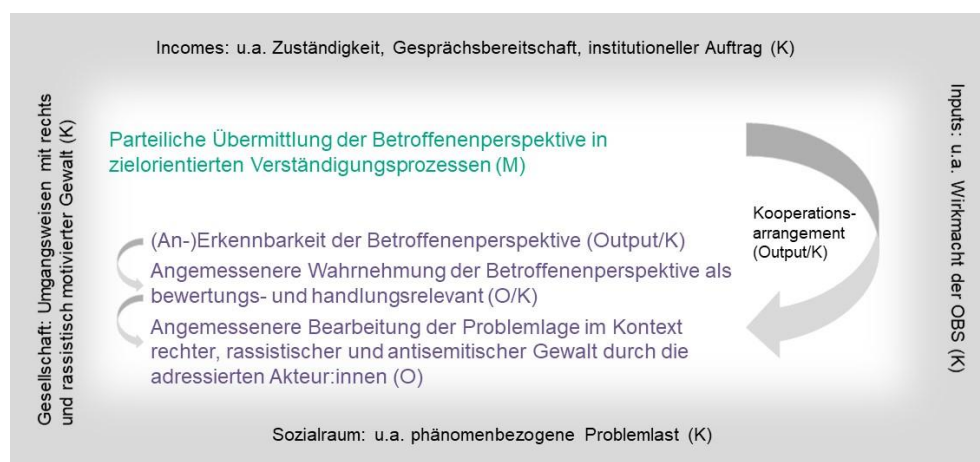 Incomes: u.a. Zuständigkeit, Gesprächsbereitschaft, institutioneller Auftrag (K)
Gesellschaft: Umgangsweisen mit rechts
und rassistisch motivierter Gewalt (K)
Parteiliche Übermittlung der Betroffenenperspektive in
zielorientierten Verständigungsprozessen (M)
(An-)Erkennbarkeit der Betroffenenperspektive (Output/K)
Angemessenere Wahrnehmung der Betroffenenperspektive als
bewertungs- und handlungsrelevant (O/K)
Angemessenere Bearbeitung der Problemlage im Kontext
rechter, rassistischer und antisemitischer Gewalt durch die
adressierten Akteur:innen (O)
Kooperations-
arrangement
(Output/K)
Inputs: u.a. Wirkmacht der OBS (K)
Sozialraum: u.a. phänomenbezogene Problemlast (K)